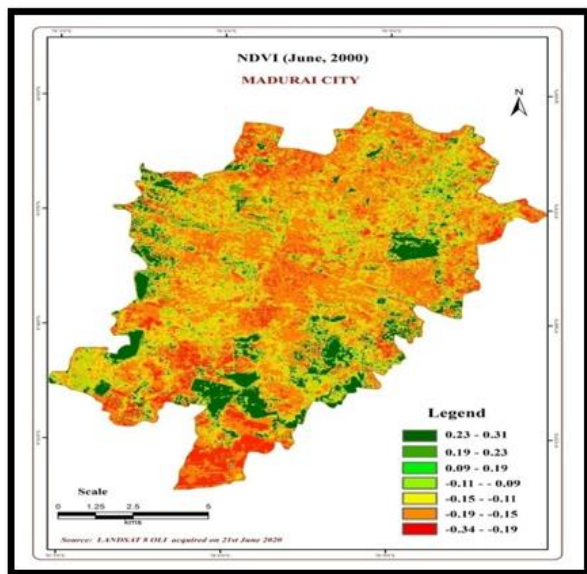 NDVI (June, 2000)
MADURAI CITY
N
Legend
0.23 - 0.31
0.19 - 0.23
0.09 - 0.19
-0.11 - - 0.09
-0.15 - -0.11
-0.19 - -0.15
-0.34 - -0.19
Scale
0 1.25 2.5 5
kms
Source: LANDSAT 8 OLI acquired on 21st June 2020